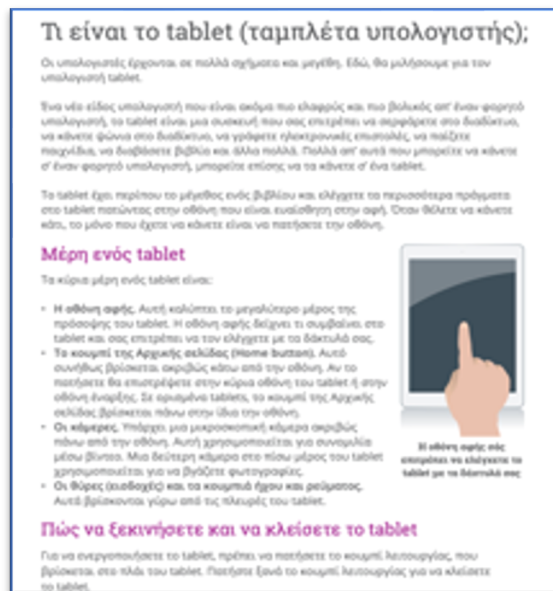 Τι είναι το tablet (ταμπλέτα υπολογιστής);
Οι υπολογιστές έρχονται σε πολλά σχήματα και μεγέθη. Εδώ, θα μιλήσουμε για τον
υπολογιστή tablet.
Ένα νέο είδος υπολογιστή που είναι ακόμα πιο ελαφρύς και πιο βολικός απ' έναν φορητό
υπολογιστή, το tablet είναι μια συσκευή που σας επιτρέπει να σερφάρετε στο διαδίκτυο,
να κάνετε ψώνια στο διαδίκτυο, να γράφετε ηλεκτρονικές επιστολές, να παίζετε
παιχνίδια, να διαβάσετε βιβλία και άλλα πολλά. Πολλά απ' αυτά που μπορείτε να κάνετε
σ' έναν φορητό υπολογιστή, μπορείτε επίσης να τα κάνετε σ' ένα tablet.
Το tablet έχει περίπου το μέγεθος ενός βιβλίου και ελέγχετε τα περισσότερα πράγματα
στο tablet πατώντας στην οθόνη που είναι ευαίσθητη στην αφή. Όταν θέλετε να κάνετε
κάτι, το μόνο που έχετε να κάνετε είναι να πατήσετε την οθόνη.
Μέρη ενός tablet
Τα κύρια μέρη ενός tablet είναι:
• Η οθόνη αφής. Αυτή καλύπτει το μεγαλύτερο μέρος της
πρόσοψης του tablet. Η οθόνη αφής δείχνει τι συμβαίνει στο
tablet και σας επιτρέπει να τον ελέγχετε με τα δάκτυλά σας.
• Το κουμπί της Αρχικής σελίδας (Home button). Αυτό
συνήθως βρίσκεται ακριβώς κάτω από την οθόνη. Αν το
πατήσετε θα επιστρέψετε στην κύρια οθόνη του tablet ή στην
οθόνη έναρξης. Σε ορισμένα tablets, το κουμπί της Αρχικής
σελίδας βρίσκεται πάνω στην ίδια την οθόνη.
• Οι κάμερες. Υπάρχει μια μικροσκοπική κάμερα ακριβώς
πάνω από την οθόνη. Αυτή χρησιμοποιείται για συνομιλία
μέσω βίντεο. Μια δεύτερη κάμερα στο πίσω μέρος του tablet
χρησιμοποιείται για να βγάζετε φωτογραφίες.
• Οι θύρες (εισδοχές) και τα κουμπιά ήχου και ρεύματος.
Αυτά βρίσκονται γύρω από τις πλευρές του tablet.
Η οθόνη αφής σάς
επιτρέπει να ελέγχετε το
tablet με τα δάκτυλά σας
Πώς να ξεκινήσετε και να κλείσετε το tablet
Για να ενεργοποιήσετε το tablet, πρέπει να πατήσετε το κουμπί λειτουργίας, που
βρίσκεται στο πλάι του tablet. Πατήστε ξανά το κουμπί λειτουργίας για να κλείσετε
το tablet.